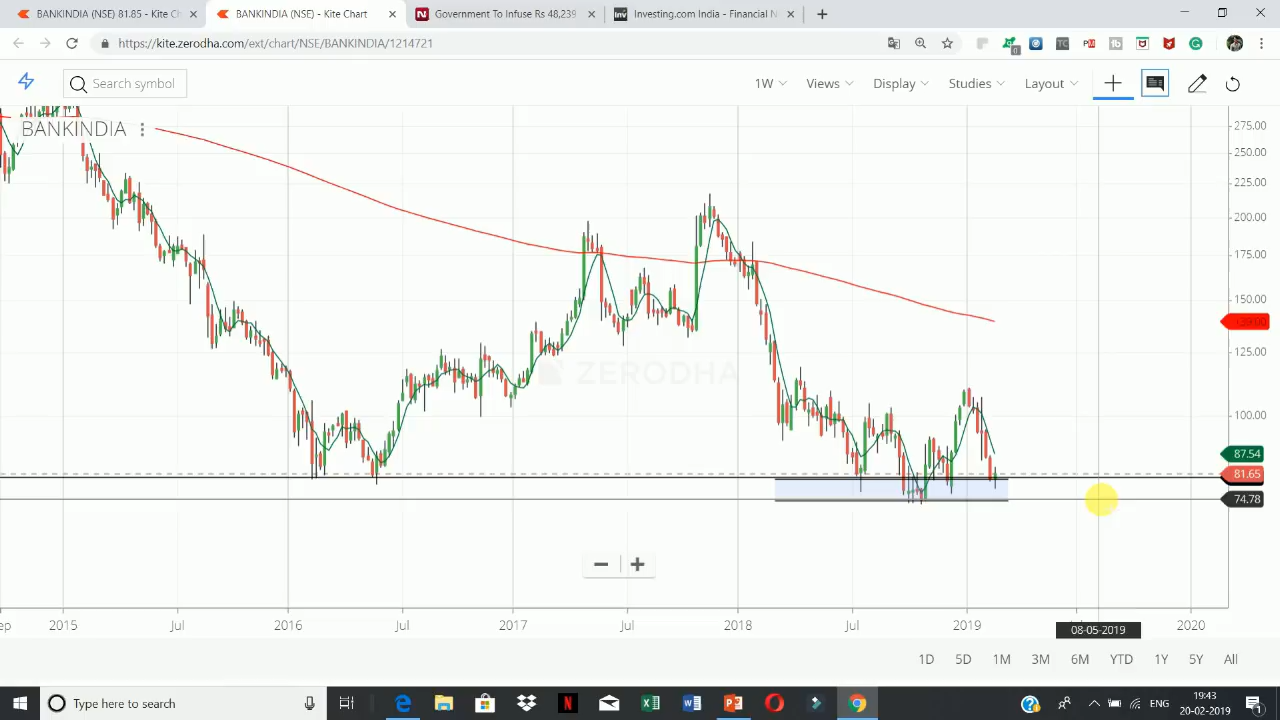 BANKINDIA (NSE) 81.85 - Kite Ch
BANKINDIA (NSE) - Kite Chart
Government To Infuse Rs 48,239
Investing.com India - Financial N
https://kite.zerodha.com/ext/chart/NSE/BANKINDIA/1214721
Search symbol
1W
Views
Display
Studies
Layout
BANKINDIA
275.00
250.00
225.00
200.00
175.00
150.00
125.00
100.00
87.54
81.65
74.78
ZERODHA
ep
2015
Jul
2016
Jul
2017
Jul
2018
Jul
2019
2020
08-05-2019
1D
5D
1M
3M
6M
YTD
1Y
5Y
All
Type here to search
ENG
19:43
20-02-2019